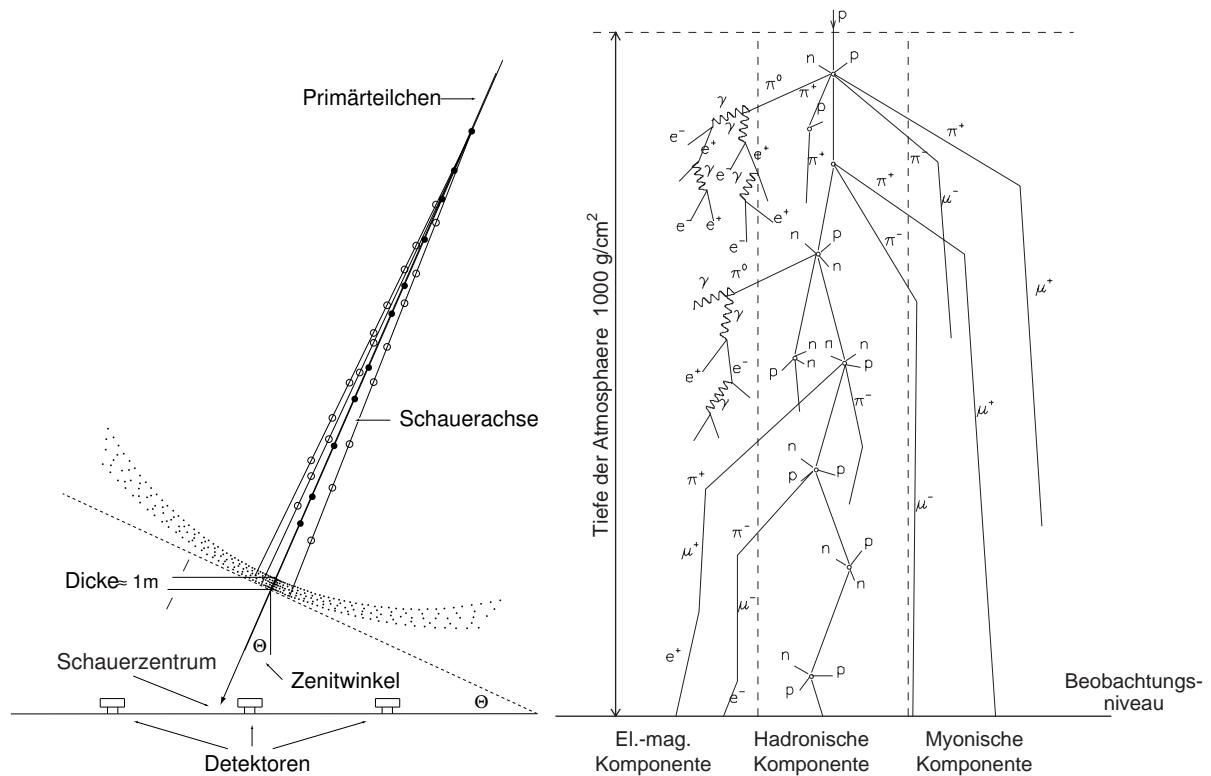 Primärteilchen
Schauerachse
Dicke≈ 1m
Θ
Schauerzentrum
Zenitwinkel
Θ
Detektoren
p
Tiefe der Atmosphaere 1000 g/cm²
n
p
π⁰
π⁺
π⁺
γ
p
γ
e⁻
e⁺
e⁺
π⁺
π⁻
π⁺
γ
e⁻
γ
μ⁻
e⁻
e⁺
e⁺
e⁻
n
p
n
π⁻
π⁰
γ
γ
μ⁺
n
n
n
n
p
p
e⁺
e⁻
π⁻
μ⁺
γ
π⁺
n
p
p
μ⁻
π⁻
μ⁺
n
p
n
μ⁻
e⁺
n
p
p
e⁻
Beobachtungs-
niveau
El.-mag.
Komponente
Hadronische
Komponente
Myonische
Komponente